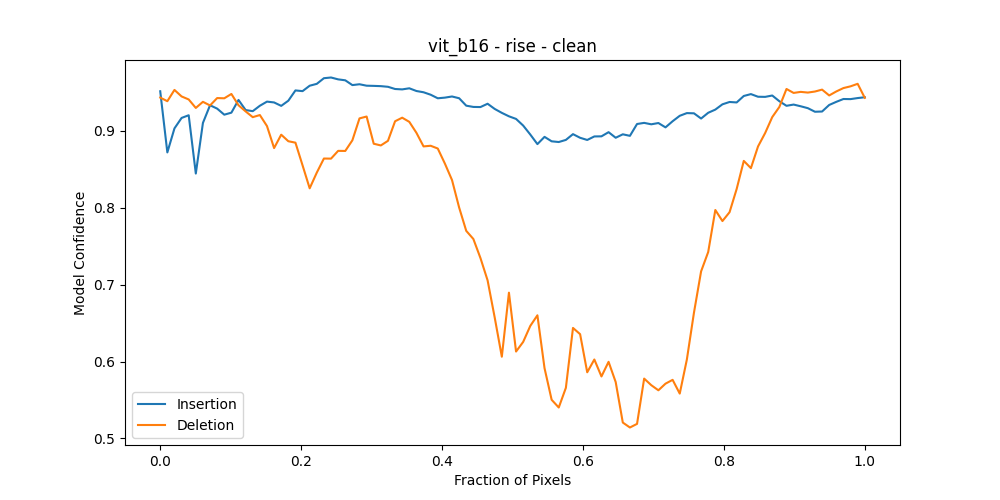 vit_b16 - rise - clean
Model Confidence
0.9
0.8
0.7
0.6
0.5
Insertion
Deletion
0.0 0.2 0.4 0.6 0.8 1.0
Fraction of Pixels